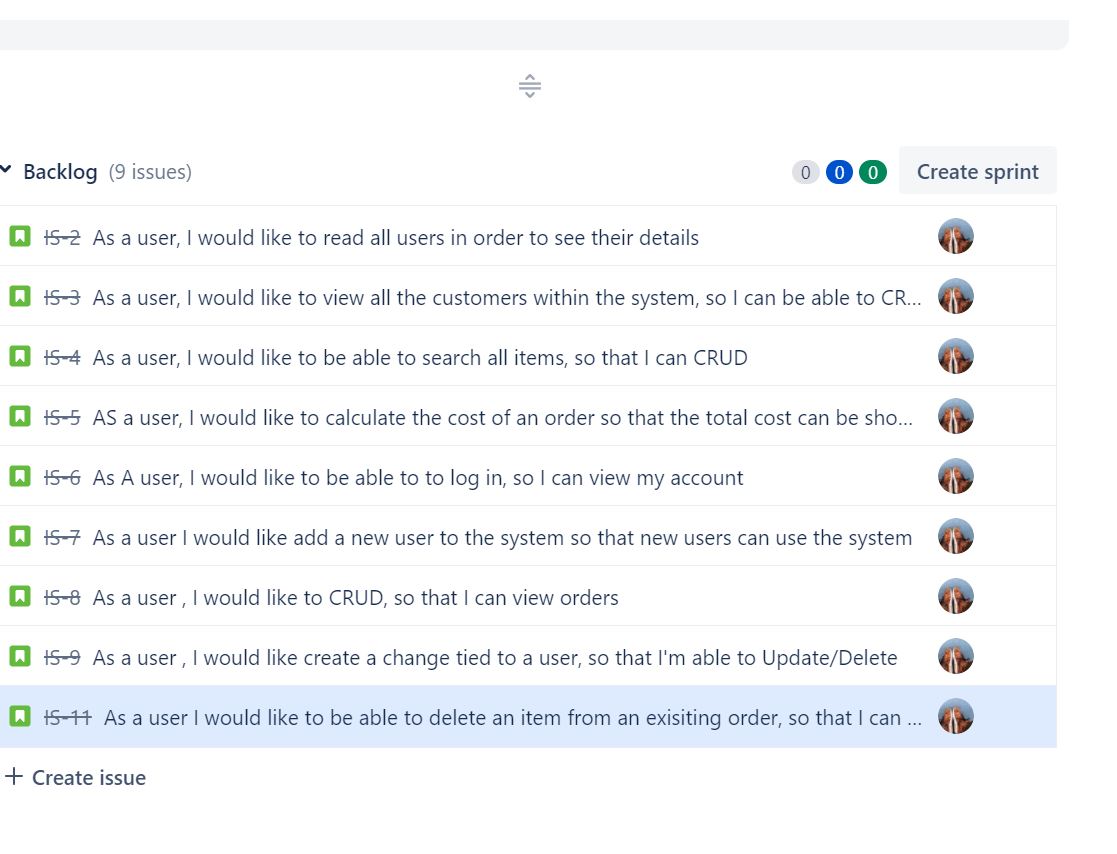 Backlog (9 issues) 0 0 0 Create sprint
IS-2 As a user, I would like to read all users in order to see their details
IS-3 As a user, I would like to view all the customers within the system, so I can be able to CR...
IS-4 As a user, I would like to be able to search all items, so that I can CRUD
IS-5 AS a user, I would like to calculate the cost of an order so that the total cost can be sho...
IS-6 As A user, I would like to be able to to log in, so I can view my account
IS-7 As a user I would like add a new user to the system so that new users can use the system
IS-8 As a user , I would like to CRUD, so that I can view orders
IS-9 As a user , I would like create a change tied to a user, so that I'm able to Update/Delete
IS-11 As a user I would like to be able to delete an item from an exisiting order, so that I can ...
Create issue